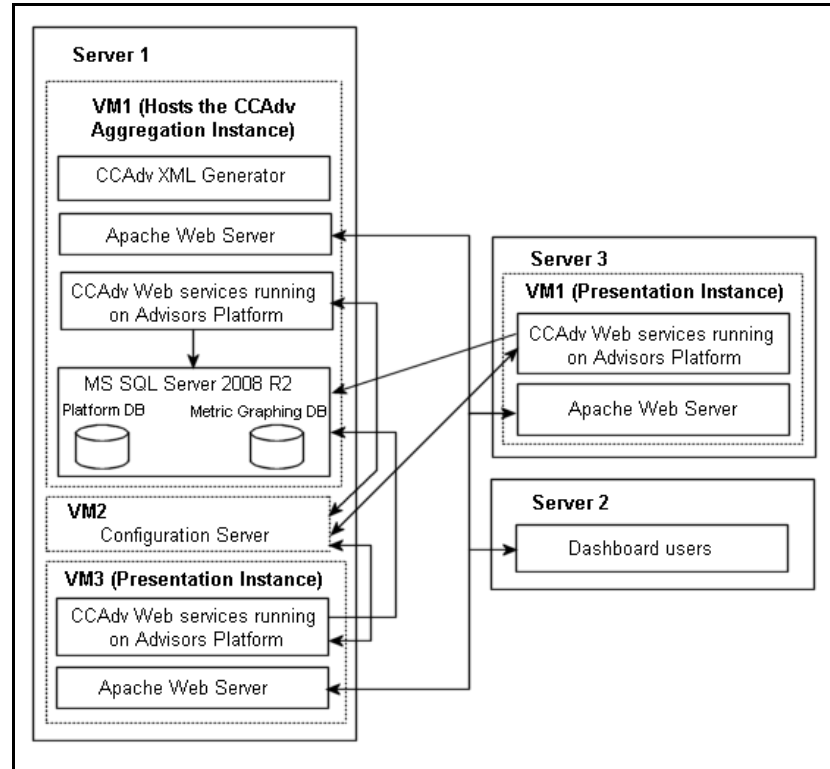 Server 1
VM1 (Hosts the CCAdv
Aggregation Instance)
CCAdv XML Generator
Apache Web Server
CCAdv Web services running
on Advisors Platform
MS SQL Server 2008 R2
Platform DB
Metric Graphing DB
VM2
Configuration Server
VM3 (Presentation Instance)
CCAdv Web services running
on Advisors Platform
Apache Web Server
Server 3
VM1 (Presentation Instance)
CCAdv Web services running
on Advisors Platform
Apache Web Server
Server 2
Dashboard users